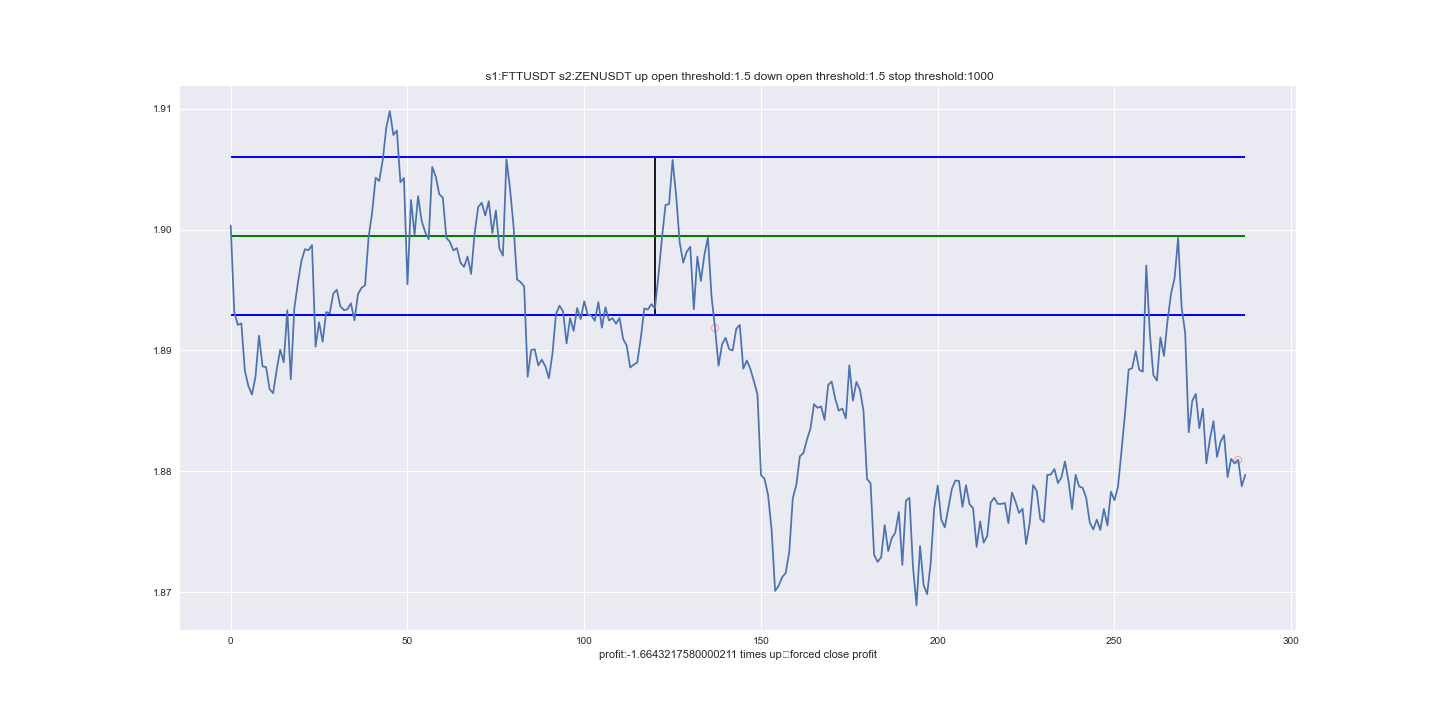 s1:FTTUSDT s2:ZENUSDT up open threshold:1.5 down open threshold:1.5 stop threshold:1000
1.91
1.90
1.89
1.88
1.87
0 50 100 150 200 250 300
profit:-1.6643217580000211 times up□forced close profit